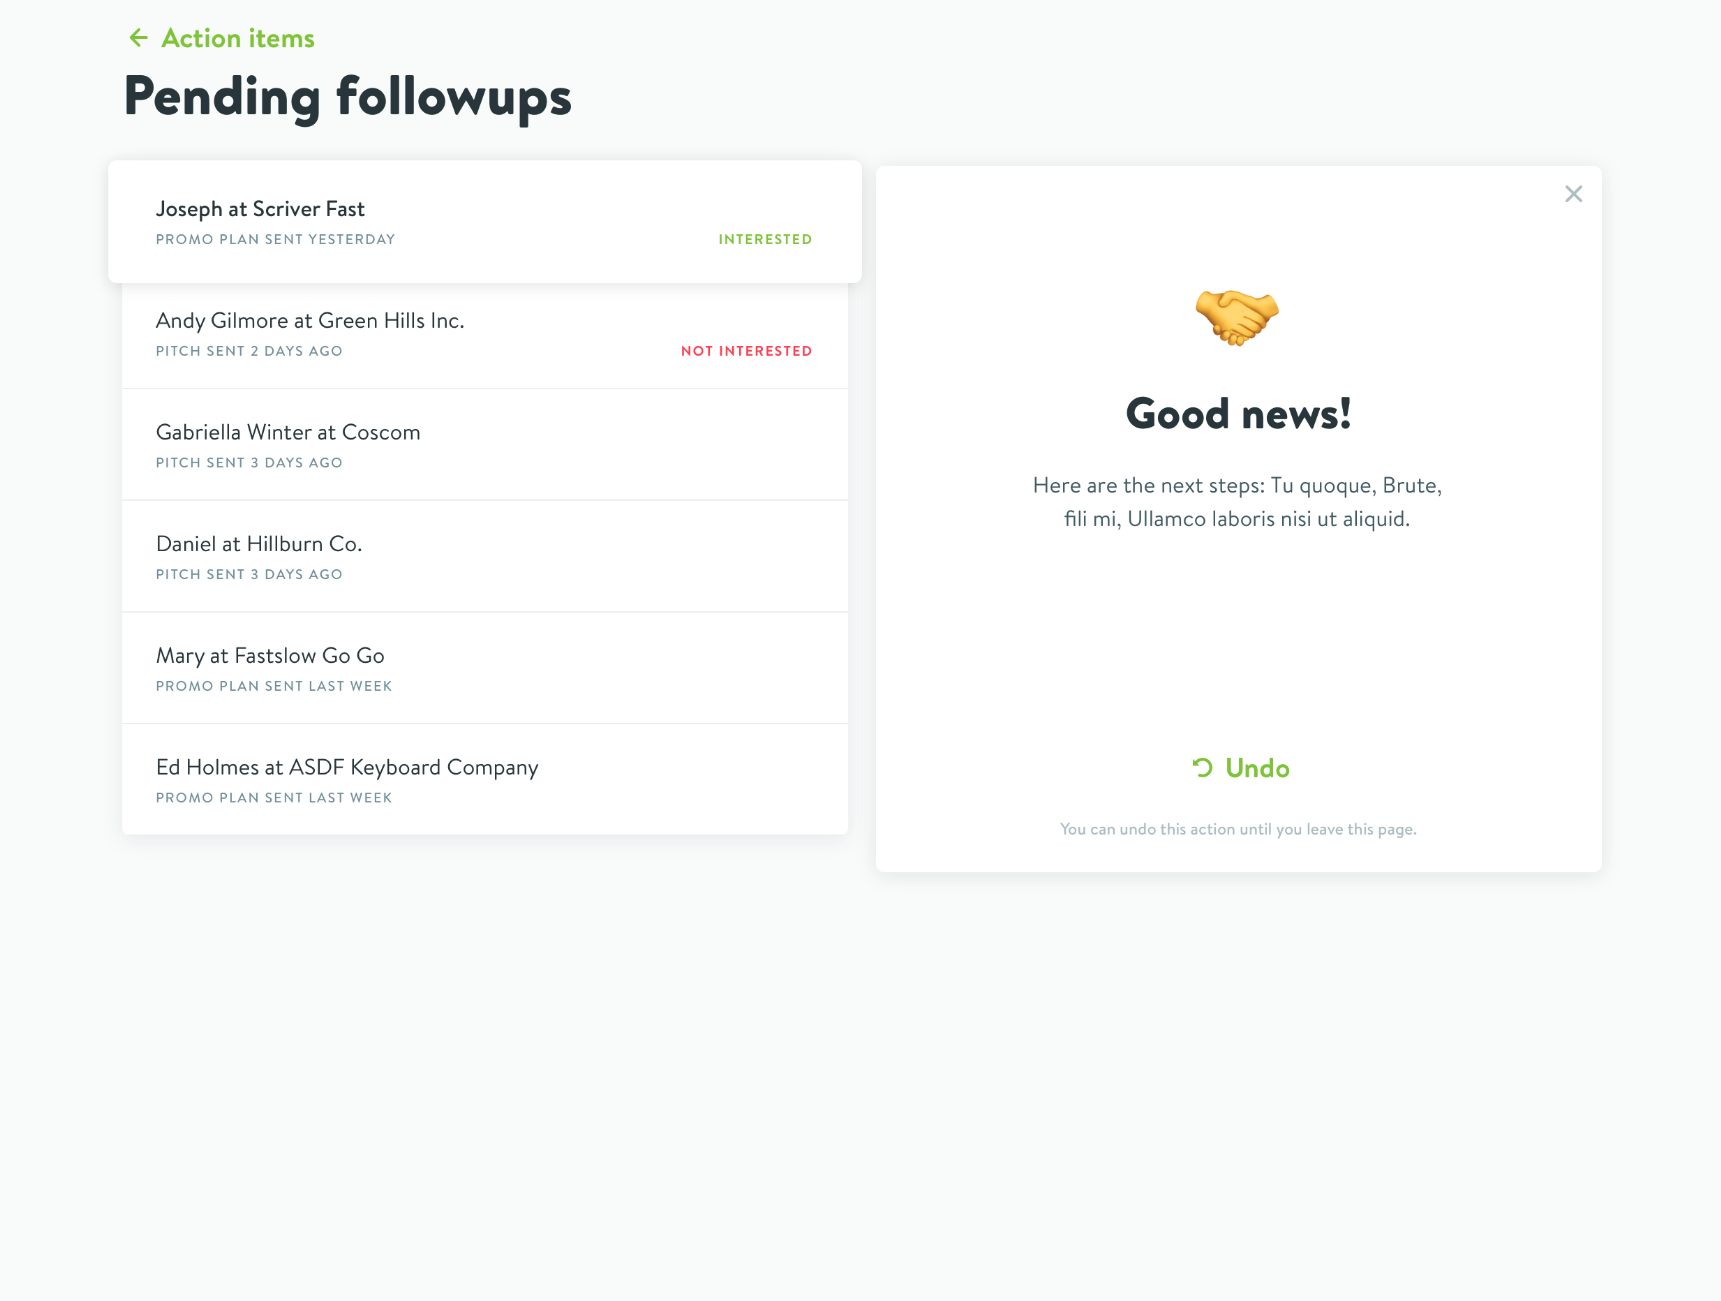 Action items
Pending followups
Joseph at Scriver Fast
PROMO PLAN SENT YESTERDAY
INTERESTED
Andy Gilmore at Green Hills Inc.
PITCH SENT 2 DAYS AGO
NOT INTERESTED
Gabriella Winter at Coscom
PITCH SENT 3 DAYS AGO
Daniel at Hillburn Co.
PITCH SENT 3 DAYS AGO
Mary at Fastslow Go Go
PROMO PLAN SENT LAST WEEK
Ed Holmes at ASDF Keyboard Company
PROMO PLAN SENT LAST WEEK
Good news!
Here are the next steps: Tu quoque, Brute,
fili mi, Ullamco laboris nisi ut aliquid.
Undo
You can undo this action until you leave this page.